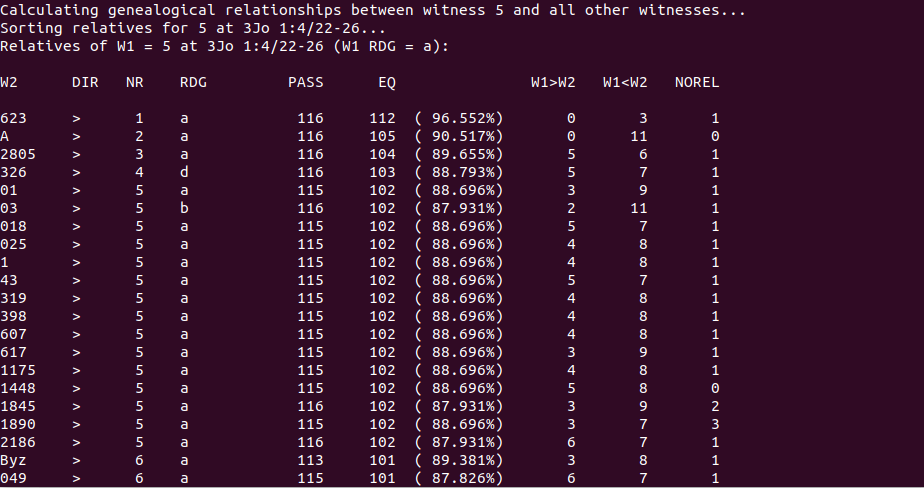 Calculating genealogical relationships between witness 5 and all other witnesses...
Sorting relatives for 5 at 3Jo 1:4/22-26...
Relatives of W1 = 5 at 3Jo 1:4/22-26 (W1 RDG = a):
W2 DIR NR RDG PASS EQ W1>W2 W1<W2 NOREL
623 > 1 a 116 112 ( 96.552%) 0 3 1
A > 2 a 116 105 ( 90.517%) 0 11 0
2805 > 3 a 116 104 ( 89.655%) 5 6 1
326 > 4 d 116 103 ( 88.793%) 5 7 1
01 > 5 a 115 102 ( 88.696%) 3 9 1
03 > 5 b 116 102 ( 87.931%) 2 11 1
018 > 5 a 115 102 ( 88.696%) 5 7 1
025 > 5 a 115 102 ( 88.696%) 4 8 1
1 > 5 a 115 102 ( 88.696%) 4 8 1
43 > 5 a 115 102 ( 88.696%) 5 7 1
319 > 5 a 115 102 ( 88.696%) 4 8 1
398 > 5 a 115 102 ( 88.696%) 4 8 1
607 > 5 a 115 102 ( 88.696%) 4 8 1
617 > 5 a 115 102 ( 88.696%) 3 9 1
1175 > 5 a 115 102 ( 88.696%) 4 8 1
1448 > 5 a 115 102 ( 88.696%) 5 8 0
1845 > 5 a 116 102 ( 87.931%) 3 9 2
1890 > 5 a 115 102 ( 88.696%) 3 7 3
2186 > 5 a 116 102 ( 87.931%) 6 7 1
Byz > 6 a 113 101 ( 89.381%) 3 8 1
049 > 6 a 115 101 ( 87.826%) 6 7 1